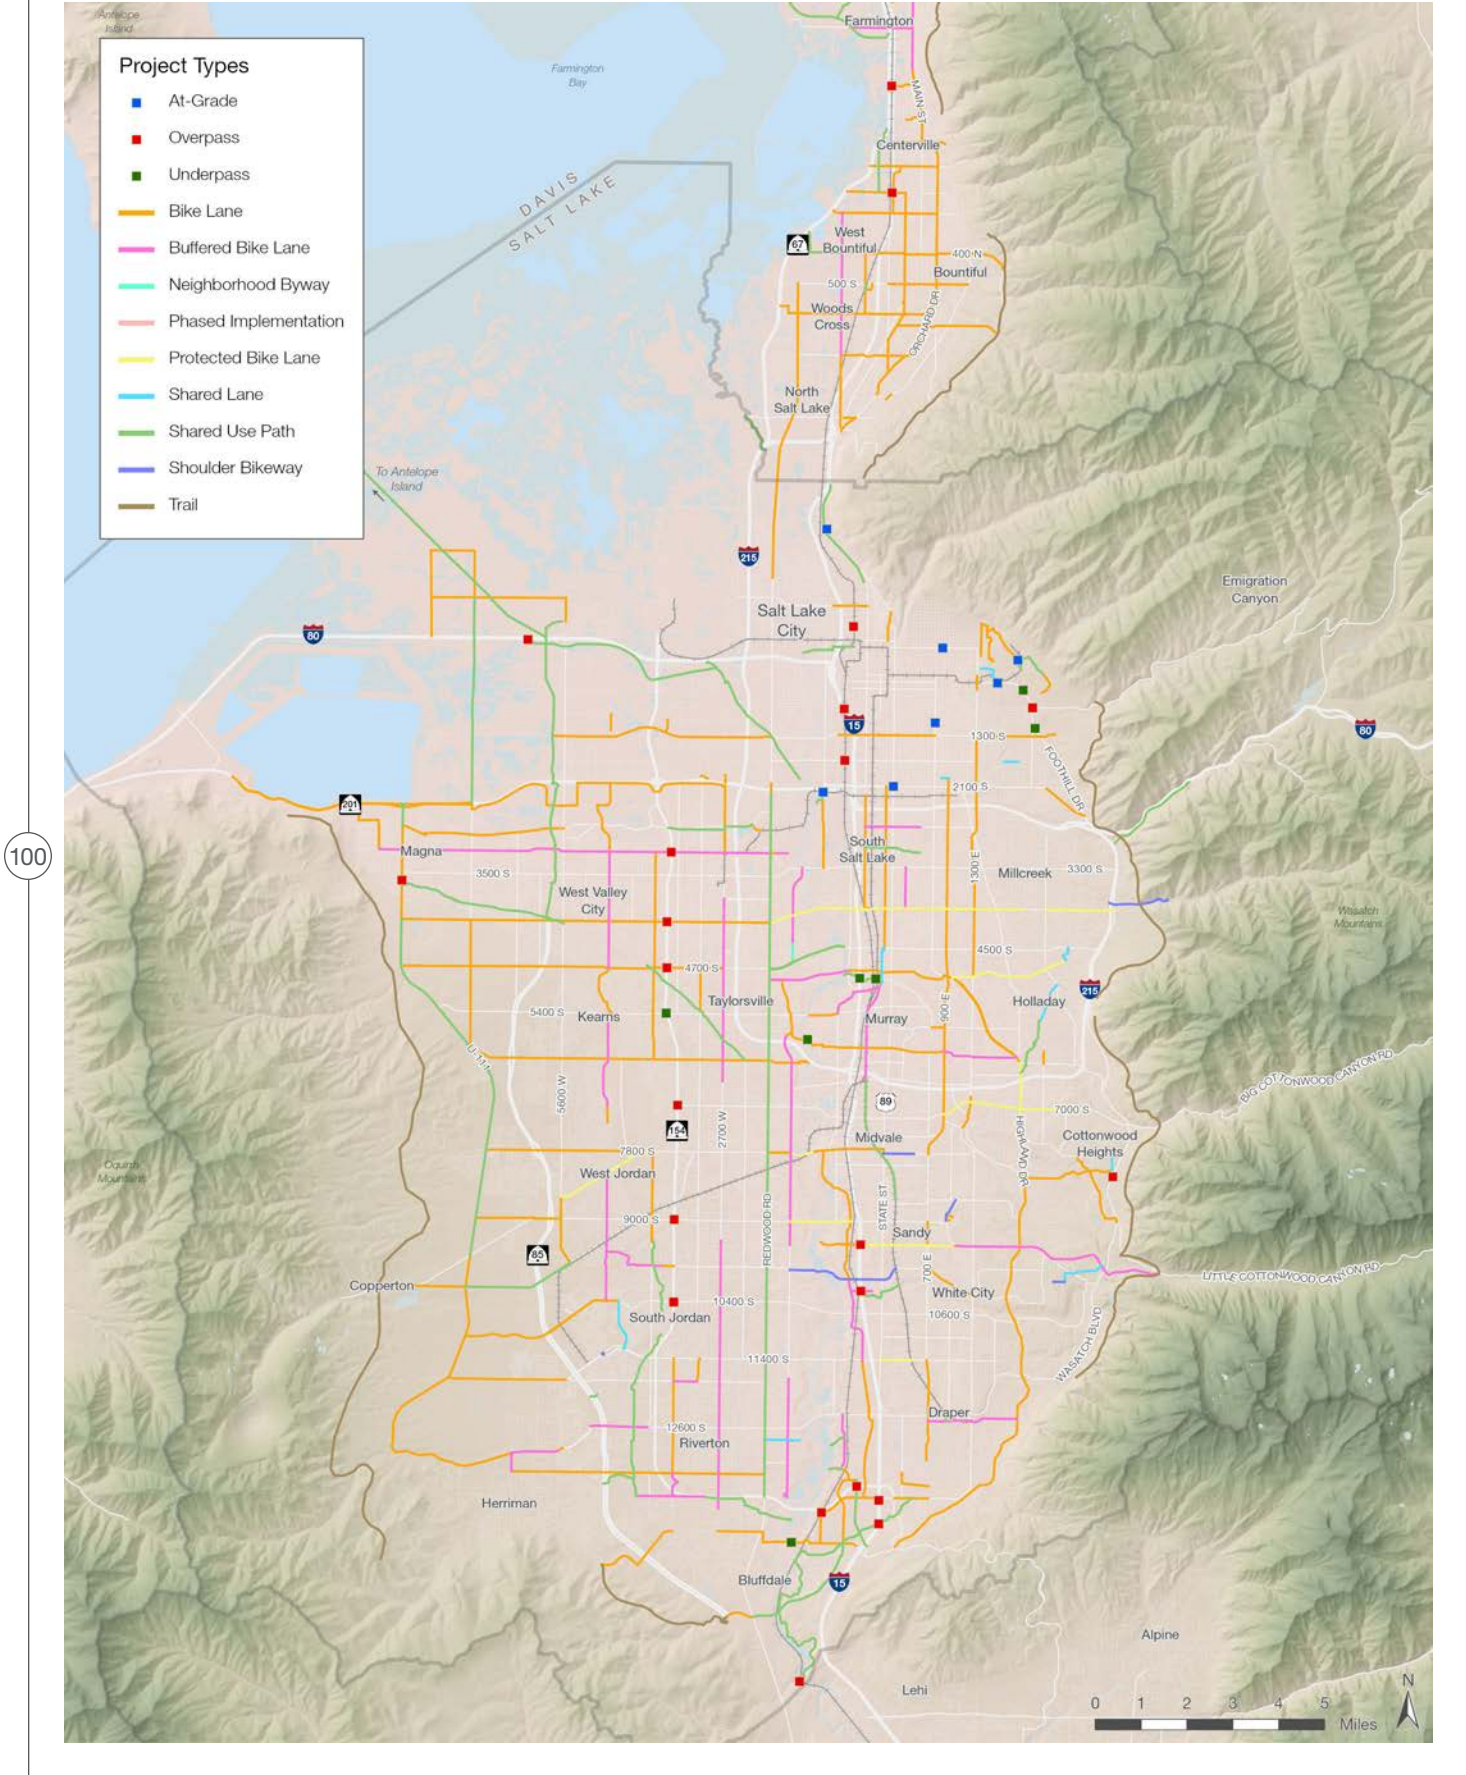 Antelope
Island
Farmington
Project Types
At-Grade
Overpass
Underpass
Bike Lane
Buffered Bike Lane
Neighborhood Byway
Phased Implementation
Protected Bike Lane
Shared Lane
Shared Use Path
Shoulder Bikeway
Trail
Farmington
Bay
MAIN ST
Centerville
DAVIS
SALT LAKE
67
West
Bountiful
400 N
Bountiful
500 S
Woods
Cross
ORCHARD DR
North
Salt Lake
To Antelope
Island
215
Emigration
Canyon
Salt Lake
City
80
15
1300 S
80
FOOTHILL DR
2100 S
201
South
Salt Lake
100
Magna
3500 S
1300 E
Millcreek
3300 S
West Valley
City
Wasatch
Mountains
4500 S
4700 S
215
Taylorsville
Holladay
5400 S
Kearns
Murray
900 E
U-111
BIG COTTONWOOD CANYON RD
5600 W
89
7000 S
154
2700 W
Midvale
Cottonwood
Heights
HIGHLAND DR
7800 S
Oquirrh
Mountains
West Jordan
9000 S
REDWOOD RD
STATE ST
Sandy
85
700 E
Copperton
LITTLE COTTONWOOD CANYON RD
White City
10400 S
10600 S
South Jordan
WASATCH BLVD
11400 S
Draper
12600 S
Riverton
Herriman
Bluffdale
15
Alpine
Lehi
N
0 1 2 3 4 5
Miles